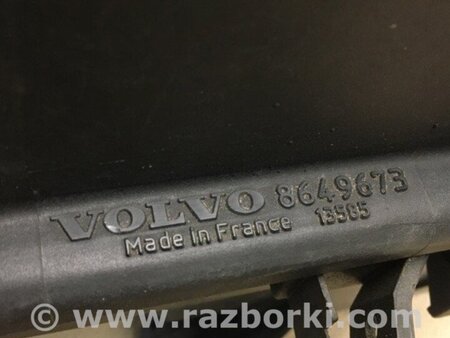 VOLVO 8649673
Made in France 13585
www.razborki.com